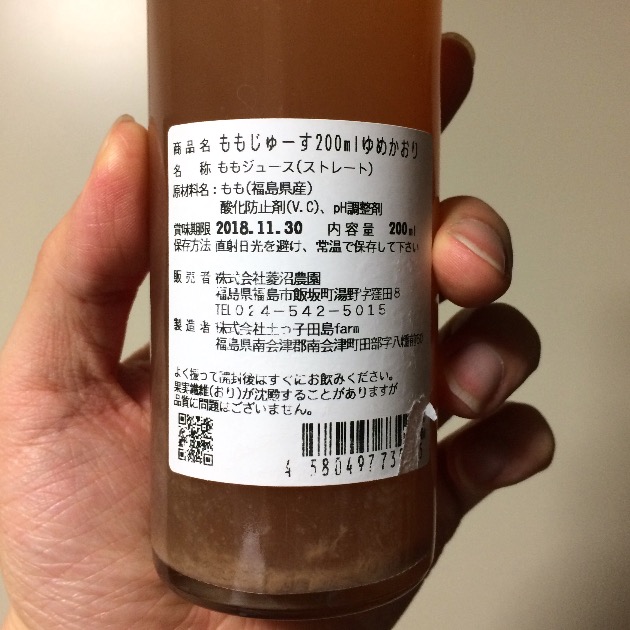 商品名 ももじゅーす200mlゆめかおり
名 称 ももジュース(ストレート)
原材料名:もも(福島県産)
酸化防止剤(V.C)、pH調整剤
賞味期限 2018.11.30 内容量 200ml
保存方法 直射日光を避け、常温で保存して下さい
販売者 株式会社菱沼農園
福島県福島市飯坂町湯野字窪田8
TEL024-542-5015
製造者 株式会社土っ子田島farm
福島県南会津郡南会津町田部字八幡前
よく振って開封後はすぐにお飲みください。
果実繊維(おり)が沈澱することがありますが
品質に問題はございません。
4 58049773